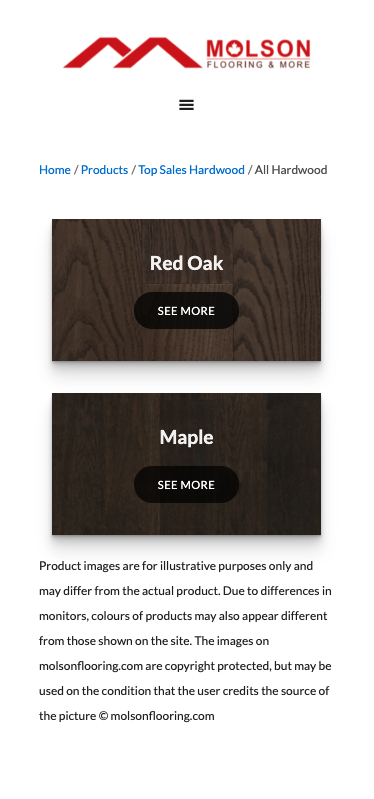 MOLSON
FLOORING & MORE
Home / Products / Top Sales Hardwood / All Hardwood
Red Oak
SEE MORE
Maple
SEE MORE
Product images are for illustrative purposes only and
may differ from the actual product. Due to differences in
monitors, colours of products may also appear different
from those shown on the site. The images on
molsonflooring.com are copyright protected, but may be
used on the condition that the user credits the source of
the picture © molsonflooring.com